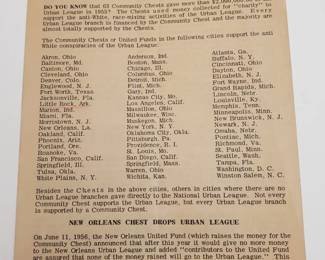 DO YOU KNOW that 63 Community Chests gave more than $2,000,000 to the
Urban League in 1955? The Chests used money collected for "charity" to
support the anti-White, race-mixing activities of the Urban League. Every
Urban League branch is financed by the Community Chest and the majority are
almost totally supported by the Chests.
The Community Chests or United Funds in the following cities support the anti
White conspiracies of the Urban League:
Akron, Ohio Anderson, Ind. Atlanta, Ga.
Baltimore, Md. Boston, Mass. Buffalo, N. Y.
Canton, Ohio Chicago, Ill. Cincinnati, Ohio
Cleveland, Ohio Columbus, Ohio Dayton, Ohio
Denver, Colo. Detroit, Mich. Elizabeth, N. J.
Englewood, N. J. Flint, Mich. Fort Wayne, Ind.
Fort Worth, Texas Gary, Ind. Grand Rapids, Mich.
Jacksonville, Fla. Kansas City, Mo. Lincoln, Nebr.
Little Rock, Ark. Los Angeles, Calif. Louisville, Ky.
Marion, Ind. Massillon, Ohio Memphis, Tenn.
Miami, Fla. Milwaukee, Wisc. Minneapolis, Minn.
Morristown, N. J. Muskegon, Mich. New Brunswick, N. J.
New Orleans, La. New York, N. Y. Newark, N. J.
Oakland, Calif. Oklahoma City, Okla. Omaha, Nebr.
Phoenix, Ariz. Pittsburg, Pa. Pontiac, Mich.
Portland, Ore. Providence, R. I. Richmond, Va.
Roanoke, Va. St. Louis, Mo. St. Paul, Minn.
San Francisco, Calif. San Diego, Calif. Seattle, Wash.
Springfield, Ill. Springfield, Mass. Tampa, Fla.
Tulsa, Okla. Warren, Ohio Washington, D. C.
White Plains, N. Y. Wichita, Kan. Winston Salem, N. C.
Besides the Chests in the above cities, others in cities where there are no
Urban League branches gave directly to the National Urban League. Not every
Community Chest supports the Urban League, but every Urban League branch
is supported by a Community Chest.
NEW ORLEANS CHEST DROPS URBAN LEAGUE
On June 11, 1956, the New Orleans United Fund (which raises the money for
the Community Chest) announced that after this year it would give no more money
to the New Orleans Urban League and added "contributors to the United Fund
are assured that none of the money raised will go to the Urban League." This